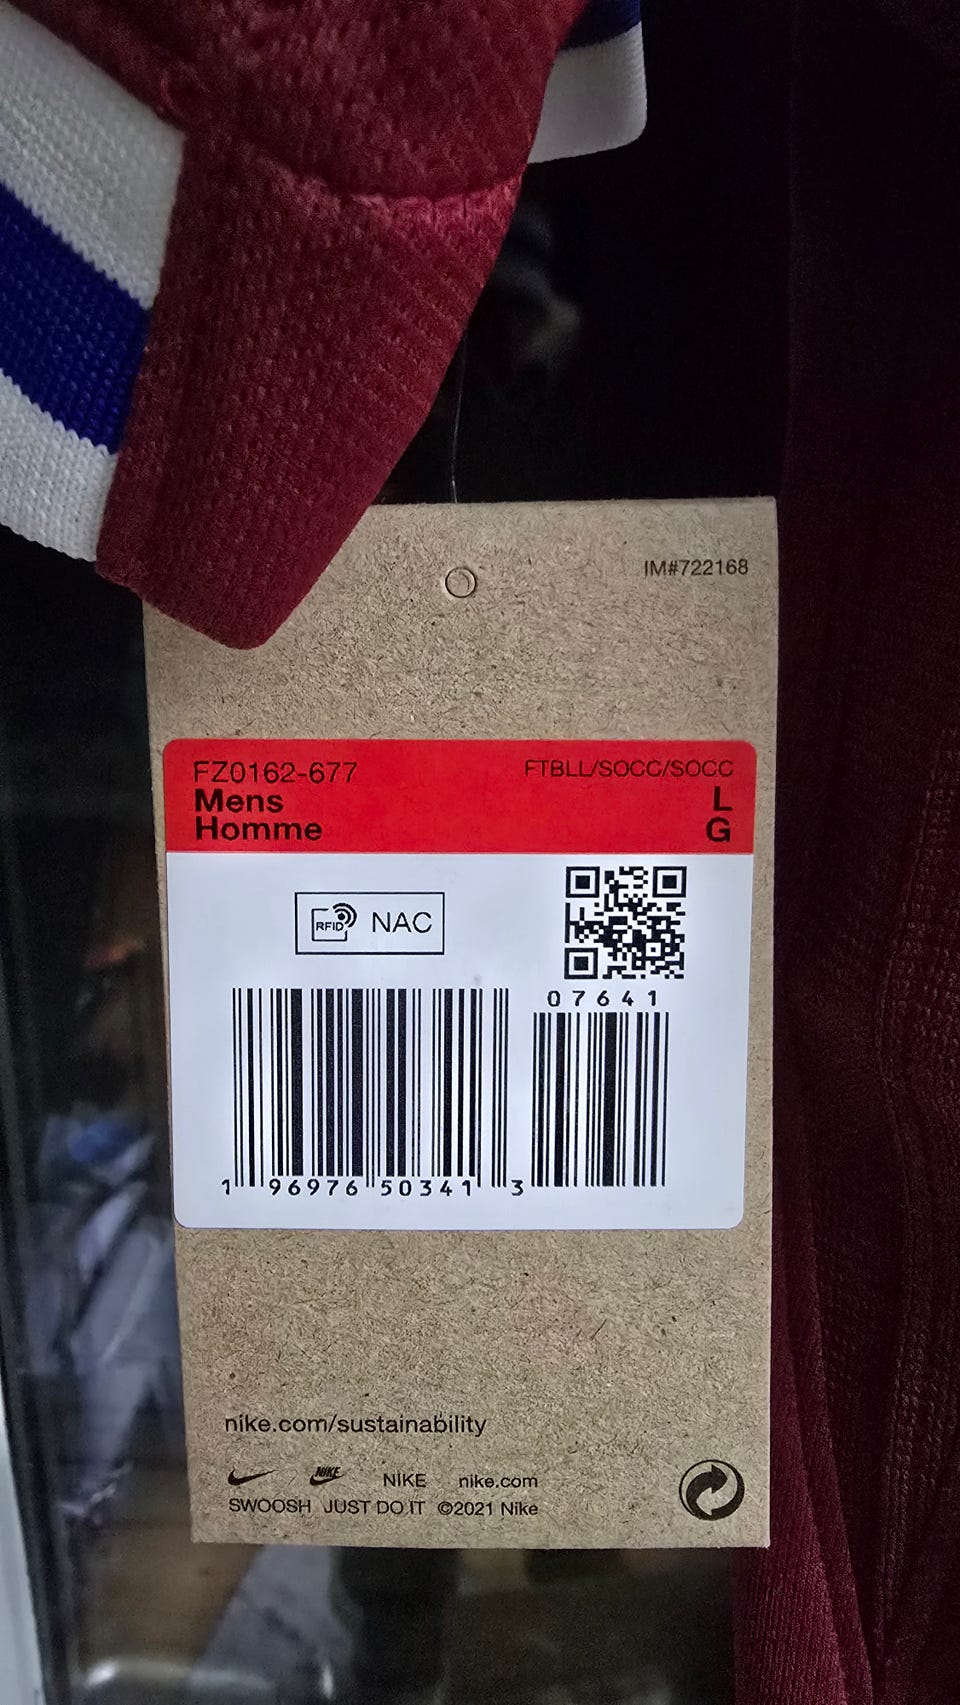 IM#722168
FZ0162-677 FTBLL/SOCC/SOCC
Mens L
Homme G
RFID NAC
07641
1 96976 50341 3
nike.com/sustainability
NIKE NIKE nike.com
SWOOSH JUST DO IT ©2021 Nike